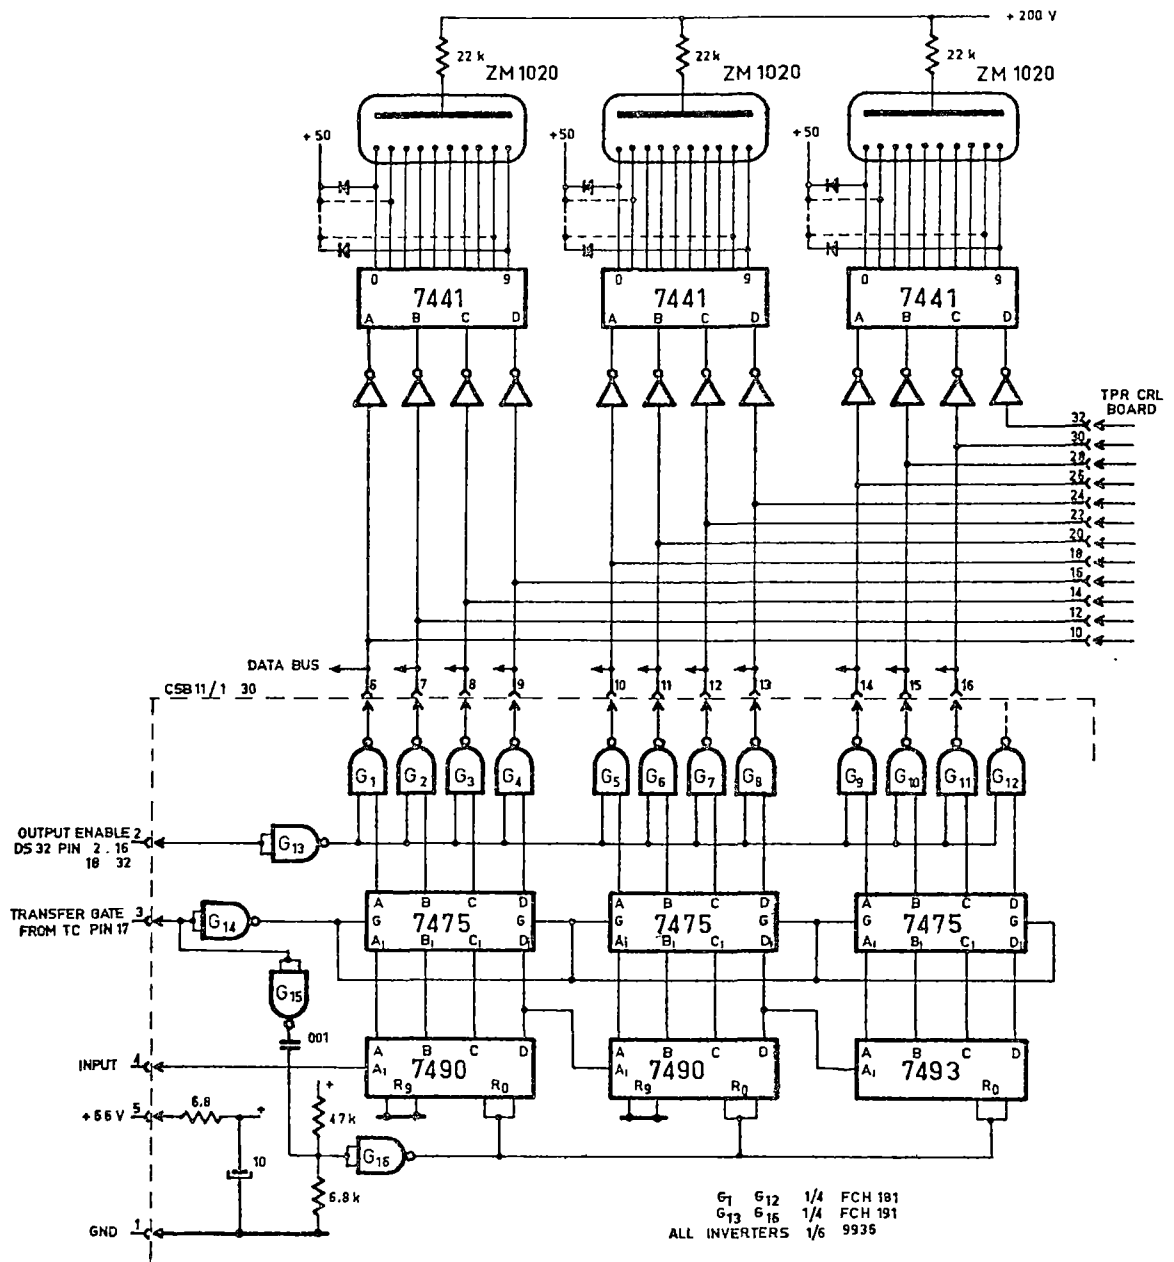 + 200 V
22 k
ZM 1020
22 k
ZM 1020
22 k
ZM 1020
+ 50
+50
+50
0 9
7441
A B C D
0 9
7441
A B C D
0 9
7441
A B C D
TPR CRL
BOARD
32
30
28
26
24
22
20
18
16
14
12
10
DATA BUS
CSB 11/1 30
6 7 8 9 10 11 12 13 14 15 16
G1 G2 G3 G4 G5 G6 G7 G8 G9 G10 G11 G12
OUTPUT ENABLE 2
DS 32 PIN 2 . 16
18 32
G13
TRANSFER GATE 3
FROM TC PIN 17
G14
A B C D
G 7475
A1 B1 C1 D1
A B C D
G 7475
A1 B1 C1 D1
A B C D
7475 G
A1 B1 C1 D1
G15
001
INPUT 4
A B C D
A1 7490
R9 R0
A B C D
A1 7490
R9 R0
A B C D
A1 7493
R0
+ 6 6 V 5
6.8
+
+
47 k
10
G16
6.8 k
GND 1
G1 G12 1/4 FCH 181
G13 G16 1/4 FCH 191
ALL INVERTERS 1/6 9936